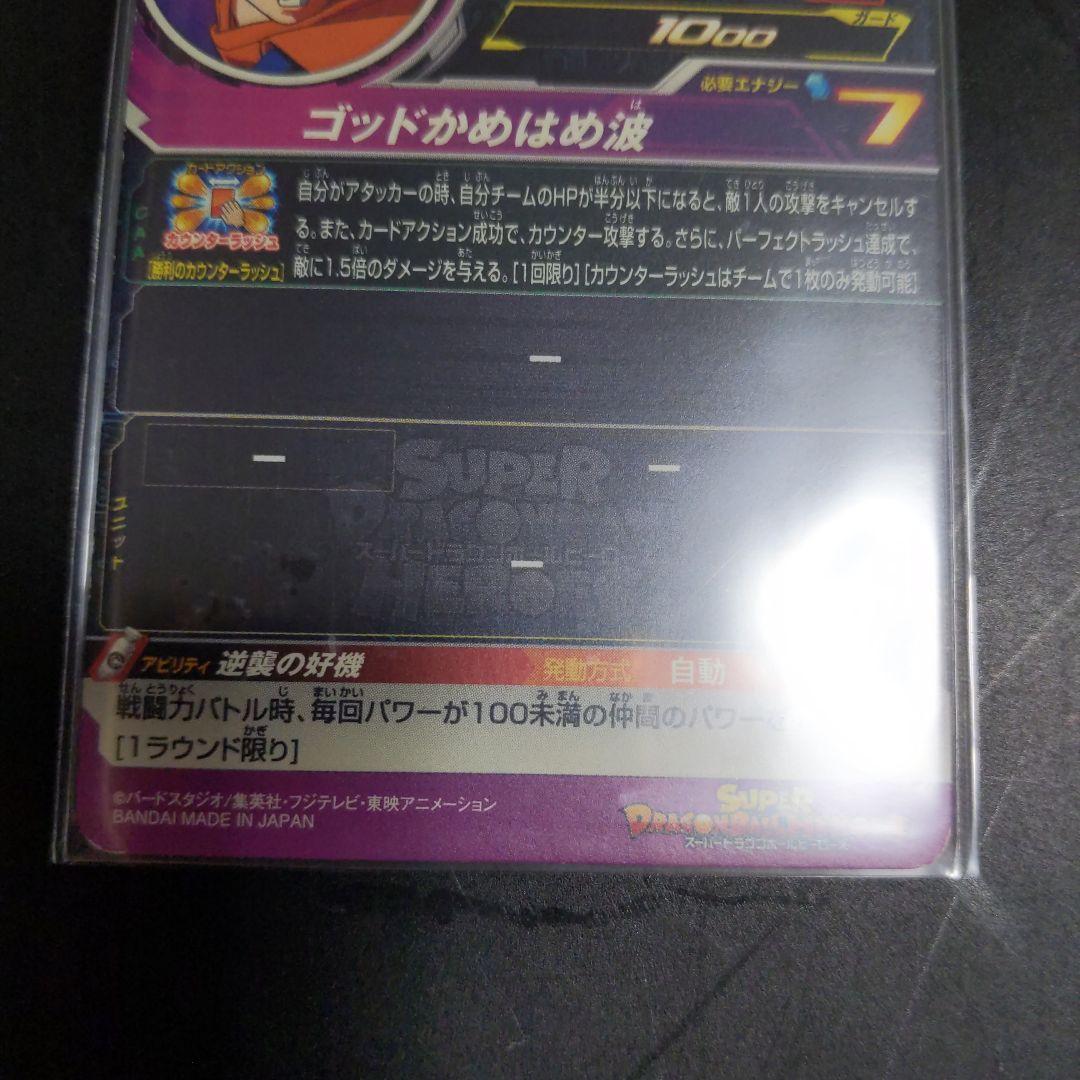 ガード
1000
必要エナジー 7
ゴッドかめはめ波
カードアクション
カウンターラッシュ
[勝利のカウンターラッシュ]
CAA
自分がアタッカーの時、自分チームのHPが半分以下になると、敵1人の攻撃をキャンセルす
る。また、カードアクション成功で、カウンター攻撃する。さらに、パーフェクトラッシュ達成で、
敵に1.5倍のダメージを与える。[1回限り][カウンターラッシュはチームで1枚のみ発動可能]
ー
ユニット
ー
ー
SUPER
ー
アビリティ 逆襲の好機 発動方式 自動
戦闘力バトル時、毎回パワーが100未満の仲間のパワー
[1ラウンド限り]
©バードスタジオ/集英社・フジテレビ・東映アニメーション
BANDAI MADE IN JAPAN
SUPER
DRAGONBALL
スーパードラゴンボールヒーローズ